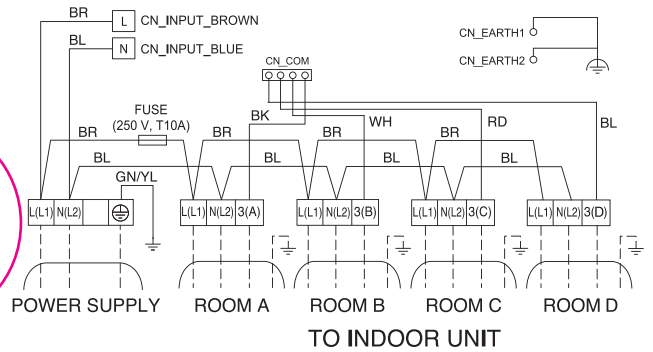 BR L CN_INPUT_BROWN
BL N CN_INPUT_BLUE
CN_EARTH1
CN_EARTH2
CN_COM
FUSE
(250 V, T10A)
BK WH RD BL
BR BR BR BR
BL BL BL BL
GN/YL
L(L1) N(L2) L(L1) N(L2) 3(A) L(L1) N(L2) 3(B) L(L1) N(L2) 3(C) L(L1) N(L2) 3(D)
POWER SUPPLY ROOM A ROOM B ROOM C ROOM D
TO INDOOR UNIT